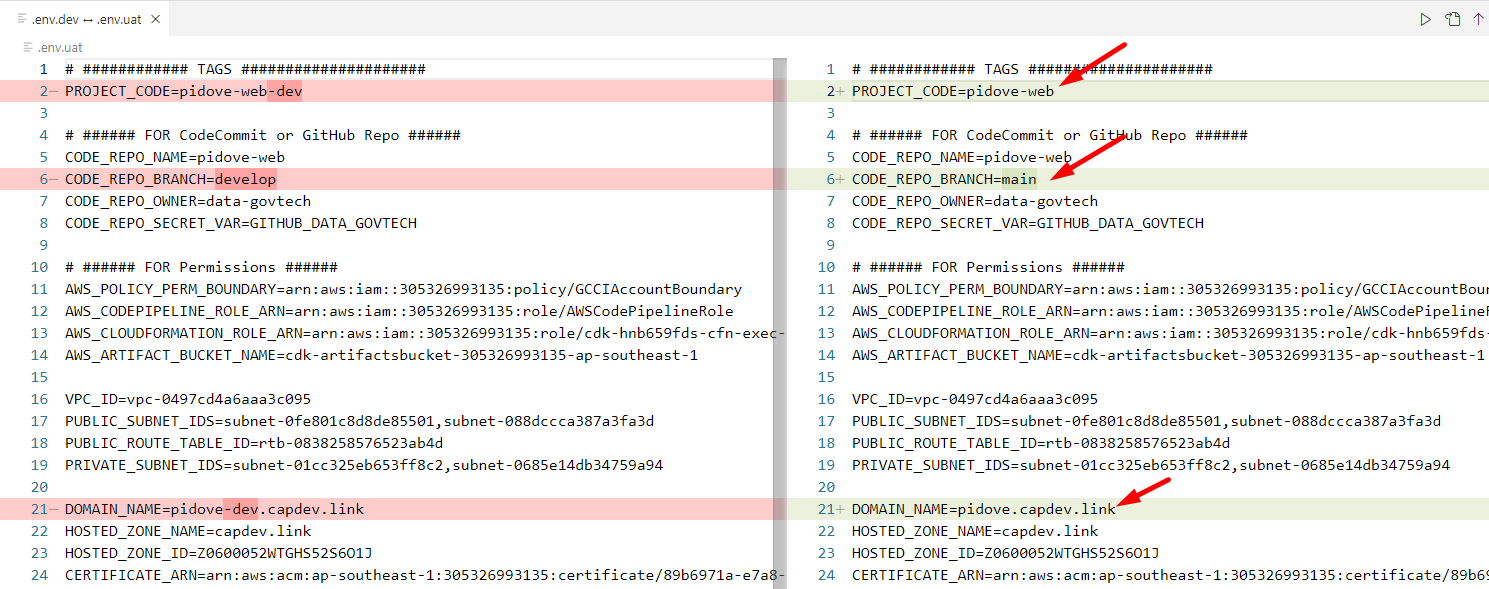 .env.dev ↔ .env.uat
.env.uat
1 # ############ TAGS #####################
2− PROJECT_CODE=pidove-web-dev
3
4 # ###### FOR CodeCommit or GitHub Repo ######
5 CODE_REPO_NAME=pidove-web
6− CODE_REPO_BRANCH=develop
7 CODE_REPO_OWNER=data-govtech
8 CODE_REPO_SECRET_VAR=GITHUB_DATA_GOVTECH
9
10 # ###### FOR Permissions ######
11 AWS_POLICY_PERM_BOUNDARY=arn:aws:iam::305326993135:policy/GCCIAccountBoundary
12 AWS_CODEPIPELINE_ROLE_ARN=arn:aws:iam::305326993135:role/AWSCodePipelineRole
13 AWS_CLOUDFORMATION_ROLE_ARN=arn:aws:iam::305326993135:role/cdk-hnb659fds-cfn-exec-
14 AWS_ARTIFACT_BUCKET_NAME=cdk-artifactsbucket-305326993135-ap-southeast-1
15
16 VPC_ID=vpc-0497cd4a6aaa3c095
17 PUBLIC_SUBNET_IDS=subnet-0fe801c8d8de85501,subnet-088dccca387a3fa3d
18 PUBLIC_ROUTE_TABLE_ID=rtb-0838258576523ab4d
19 PRIVATE_SUBNET_IDS=subnet-01cc325eb653ff8c2,subnet-0685e14db34759a94
20
21− DOMAIN_NAME=pidove-dev.capdev.link
22 HOSTED_ZONE_NAME=capdev.link
23 HOSTED_ZONE_ID=Z0600052WTGHS52S6O1J
24 CERTIFICATE_ARN=arn:aws:acm:ap-southeast-1:305326993135:certificate/89b6971a-e7a8-
1 # ############ TAGS #####################
2+ PROJECT_CODE=pidove-web
3
4 # ###### FOR CodeCommit or GitHub Repo ######
5 CODE_REPO_NAME=pidove-web
6+ CODE_REPO_BRANCH=main
7 CODE_REPO_OWNER=data-govtech
8 CODE_REPO_SECRET_VAR=GITHUB_DATA_GOVTECH
9
10 # ###### FOR Permissions ######
11 AWS_POLICY_PERM_BOUNDARY=arn:aws:iam::305326993135:policy/GCCIAccountBour
12 AWS_CODEPIPELINE_ROLE_ARN=arn:aws:iam::305326993135:role/AWSCodePipelineR
13 AWS_CLOUDFORMATION_ROLE_ARN=arn:aws:iam::305326993135:role/cdk-hnb659fds-
14 AWS_ARTIFACT_BUCKET_NAME=cdk-artifactsbucket-305326993135-ap-southeast-1
15
16 VPC_ID=vpc-0497cd4a6aaa3c095
17 PUBLIC_SUBNET_IDS=subnet-0fe801c8d8de85501,subnet-088dccca387a3fa3d
18 PUBLIC_ROUTE_TABLE_ID=rtb-0838258576523ab4d
19 PRIVATE_SUBNET_IDS=subnet-01cc325eb653ff8c2,subnet-0685e14db34759a94
20
21+ DOMAIN_NAME=pidove.capdev.link
22 HOSTED_ZONE_NAME=capdev.link
23 HOSTED_ZONE_ID=Z0600052WTGHS52S6O1J
24 CERTIFICATE_ARN=arn:aws:acm:ap-southeast-1:305326993135:certificate/89b69